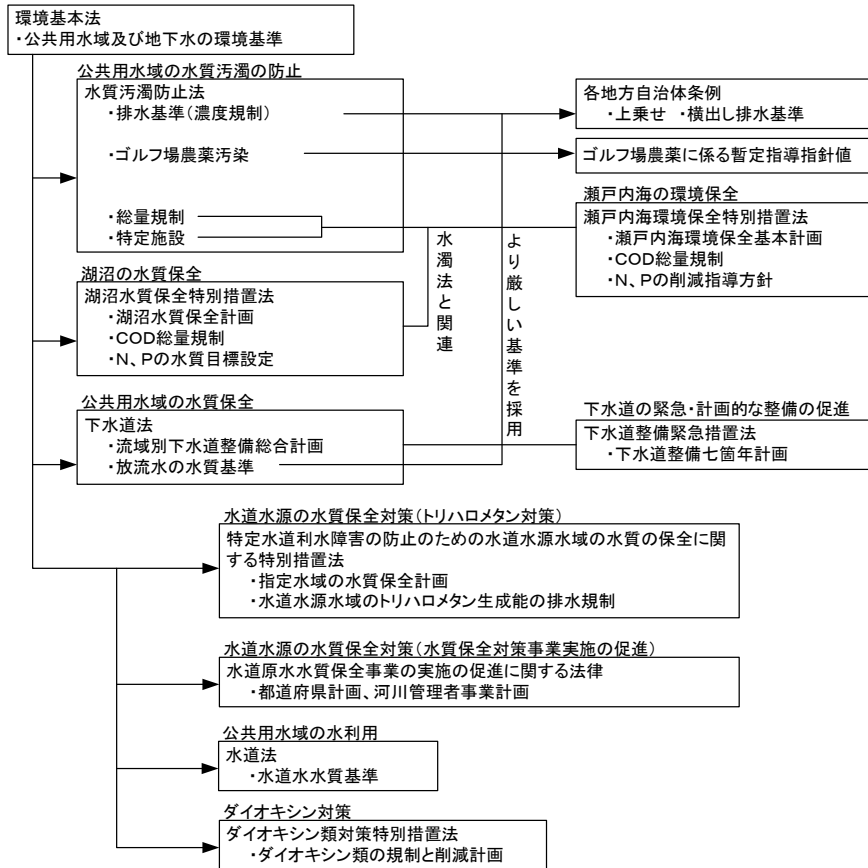 環境基本法
・公共用水域及び地下水の環境基準
公共用水域の水質汚濁の防止
水質汚濁防止法
・排水基準（濃度規制）
・ゴルフ場農薬汚染
・総量規制
・特定施設
各地方自治体条例
・上乗せ ・横出し排水基準
ゴルフ場農薬に係る暫定指導指針値
瀬戸内海の環境保全
瀬戸内海環境保全特別措置法
・瀬戸内海環境保全基本計画
・COD総量規制
・N、Pの削減指導方針
水濁法と関連
より厳しい基準を採用
湖沼の水質保全
湖沼水質保全特別措置法
・湖沼水質保全計画
・COD総量規制
・N、Pの水質目標設定
公共用水域の水質保全
下水道法
・流域別下水道整備総合計画
・放流水の水質基準
下水道の緊急・計画的な整備の促進
下水道整備緊急措置法
・下水道整備七箇年計画
水道水源の水質保全対策（トリハロメタン対策）
特定水道利水障害の防止のための水道水源水域の水質の保全に関
する特別措置法
・指定水域の水質保全計画
・水道水源水域のトリハロメタン生成能の排水規制
水道水源の水質保全対策（水質保全対策事業実施の促進）
水道原水水質保全事業の実施の促進に関する法律
・都道府県計画、河川管理者事業計画
公共用水域の水利用
水道法
・水道水水質基準
ダイオキシン対策
ダイオキシン類対策特別措置法
・ダイオキシン類の規制と削減計画